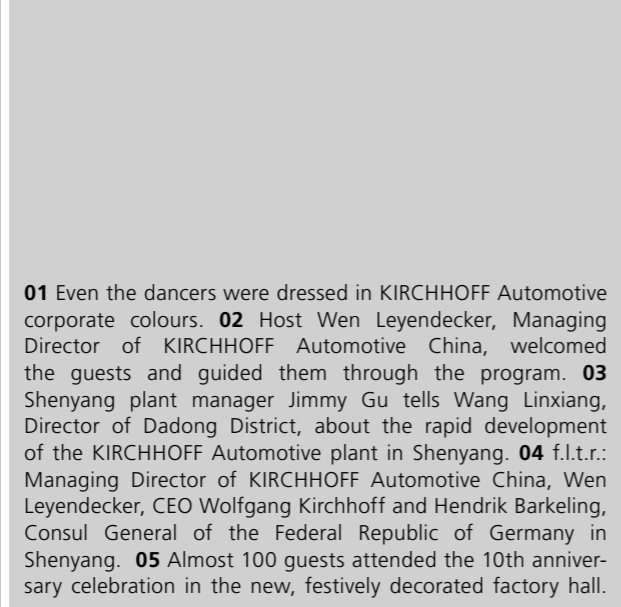 01 Even the dancers were dressed in KIRCHHOFF Automotive
corporate colours. 02 Host Wen Leyendecker, Managing
Director of KIRCHHOFF Automotive China, welcomed
the guests and guided them through the program. 03
Shenyang plant manager Jimmy Gu tells Wang Linxiang,
Director of Dadong District, about the rapid development
of the KIRCHHOFF Automotive plant in Shenyang. 04 f.l.t.r.:
Managing Director of KIRCHHOFF Automotive China, Wen
Leyendecker, CEO Wolfgang Kirchhoff and Hendrik Barkeling,
Consul General of the Federal Republic of Germany in
Shenyang. 05 Almost 100 guests attended the 10th anniver-
sary celebration in the new, festively decorated factory hall.